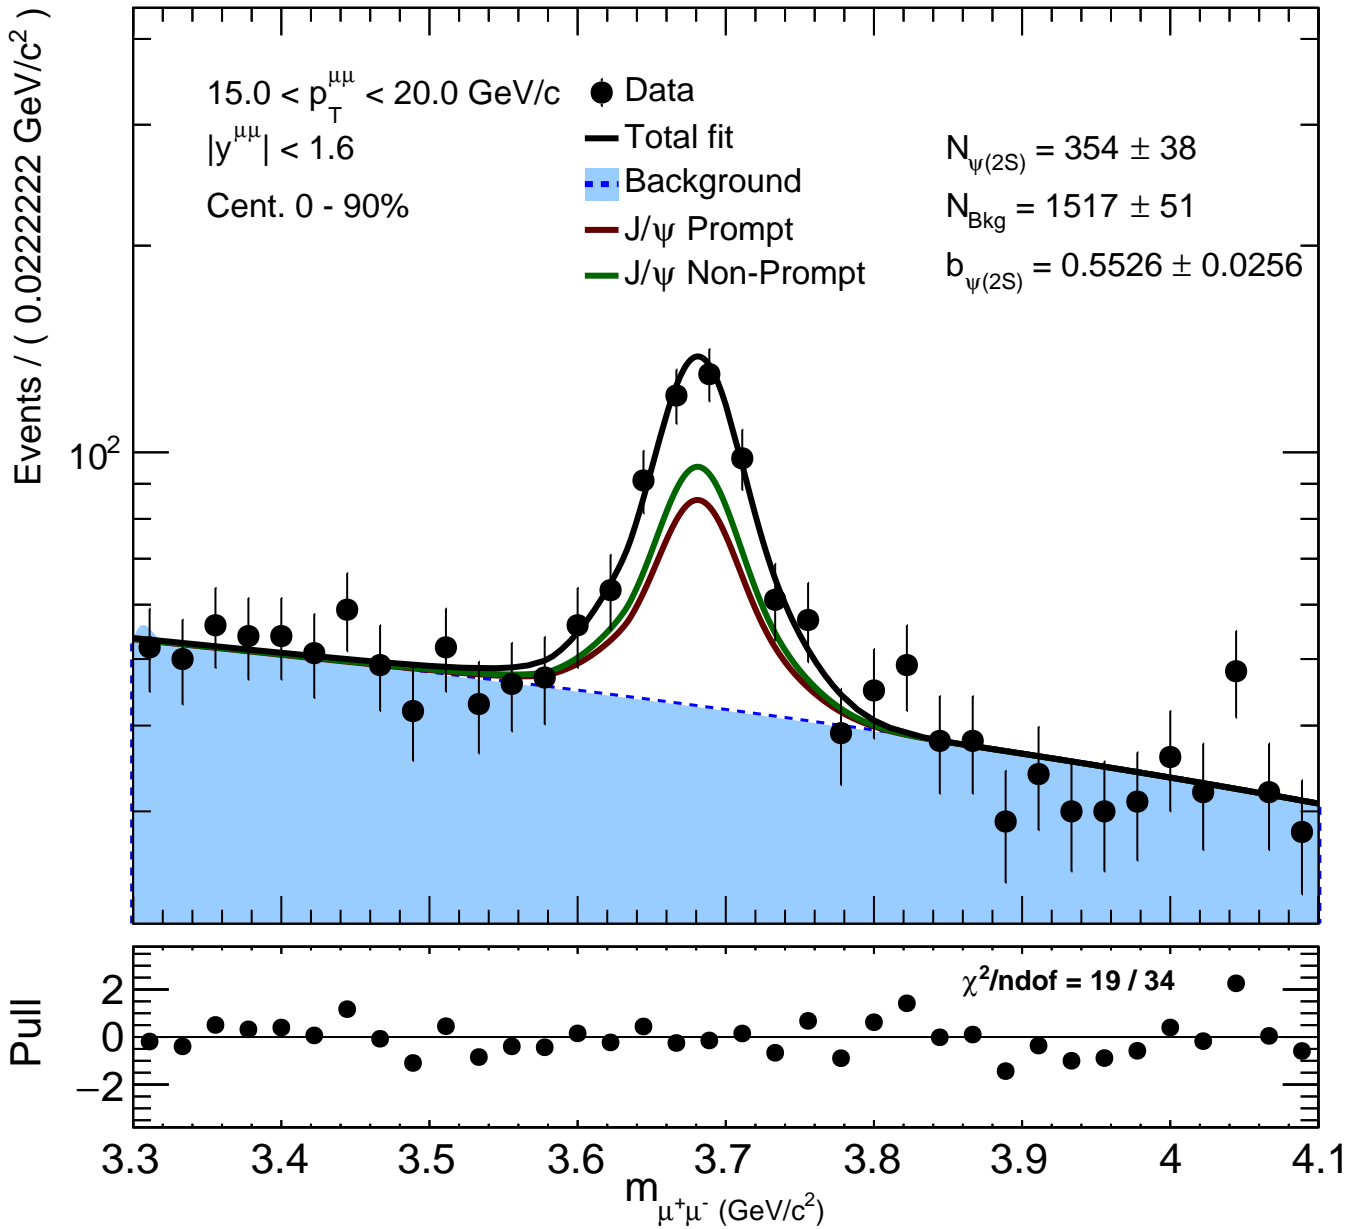 Events / ( 0.0222222 GeV/c²)
15.0 < p_T^μμ < 20.0 GeV/c
|y^μμ| < 1.6
Cent. 0 - 90%
Data
Total fit
Background
J/ψ Prompt
J/ψ Non-Prompt
N_ψ(2S) = 354 ± 38
N_Bkg = 1517 ± 51
b_ψ(2S) = 0.5526 ± 0.0256
10²
Pull
2
0
−2
χ²/ndof = 19 / 34
3.3 3.4 3.5 3.6 3.7 3.8 3.9 4 4.1
m_μ⁺μ⁻ (GeV/c²)